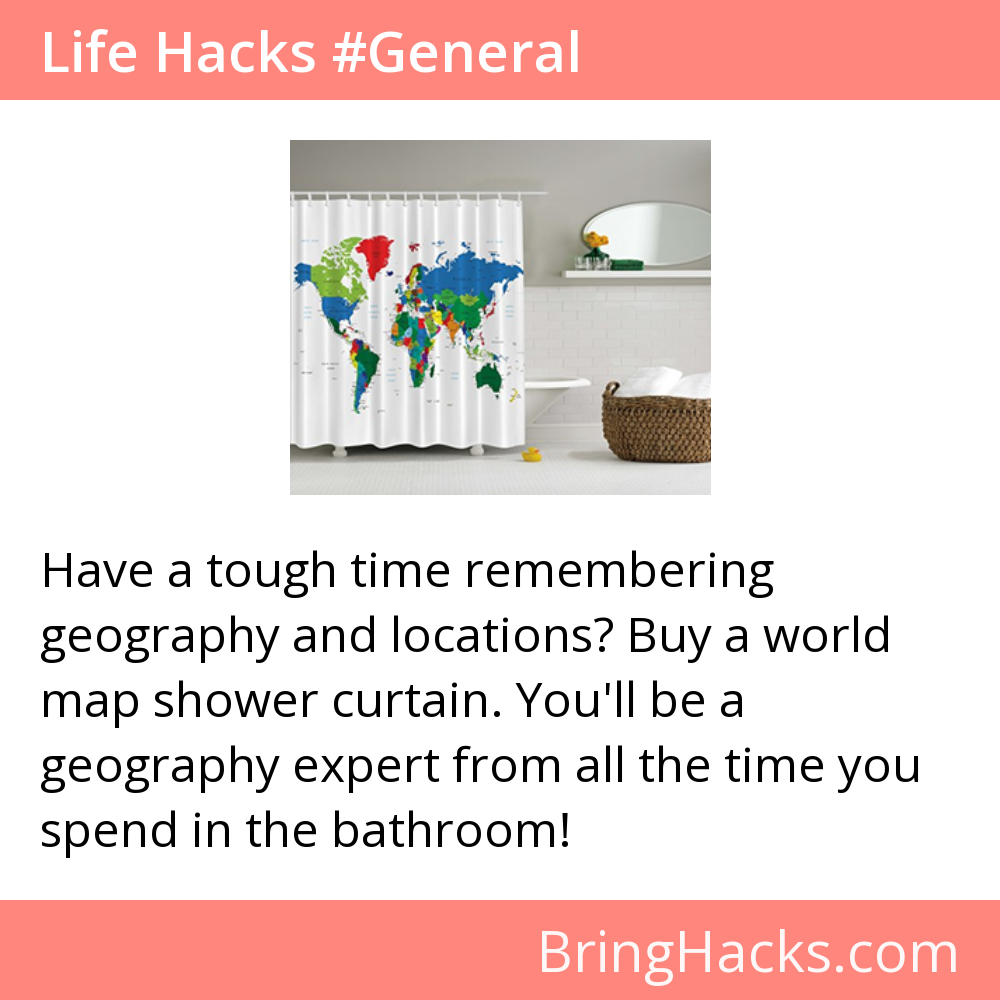 Life Hacks #General
Have a tough time remembering
geography and locations? Buy a world
map shower curtain. You'll be a
geography expert from all the time you
spend in the bathroom!
BringHacks.com